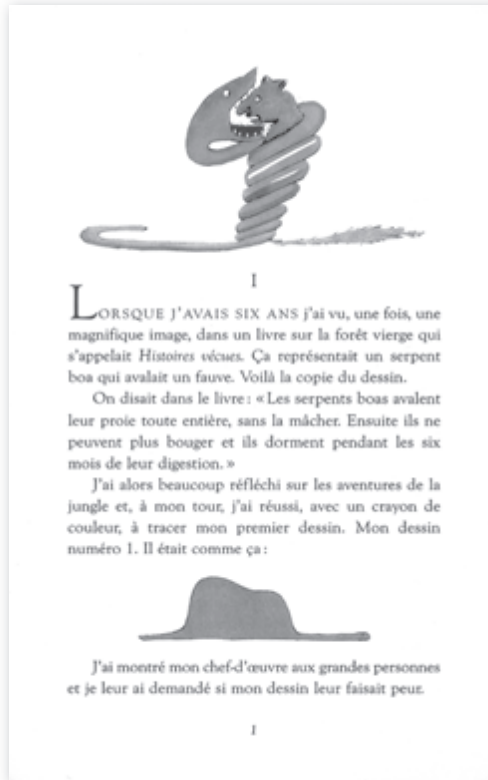 I
LORSQUE J'AVAIS SIX ANS j'ai vu, une fois, une
magnifique image, dans un livre sur la forêt vierge qui
s'appelait Histoires vécues. Ça représentait un serpent
boa qui avalait un fauve. Voilà la copie du dessin.
On disait dans le livre : « Les serpents boas avalent
leur proie toute entière, sans la mâcher. Ensuite ils ne
peuvent plus bouger et ils dorment pendant les six
mois de leur digestion. »
J'ai alors beaucoup réfléchi sur les aventures de la
jungle et, à mon tour, j'ai réussi, avec un crayon de
couleur, à tracer mon premier dessin. Mon dessin
numéro 1. Il était comme ça :
J'ai montré mon chef-d'œuvre aux grandes personnes
et je leur ai demandé si mon dessin leur faisait peur.
1